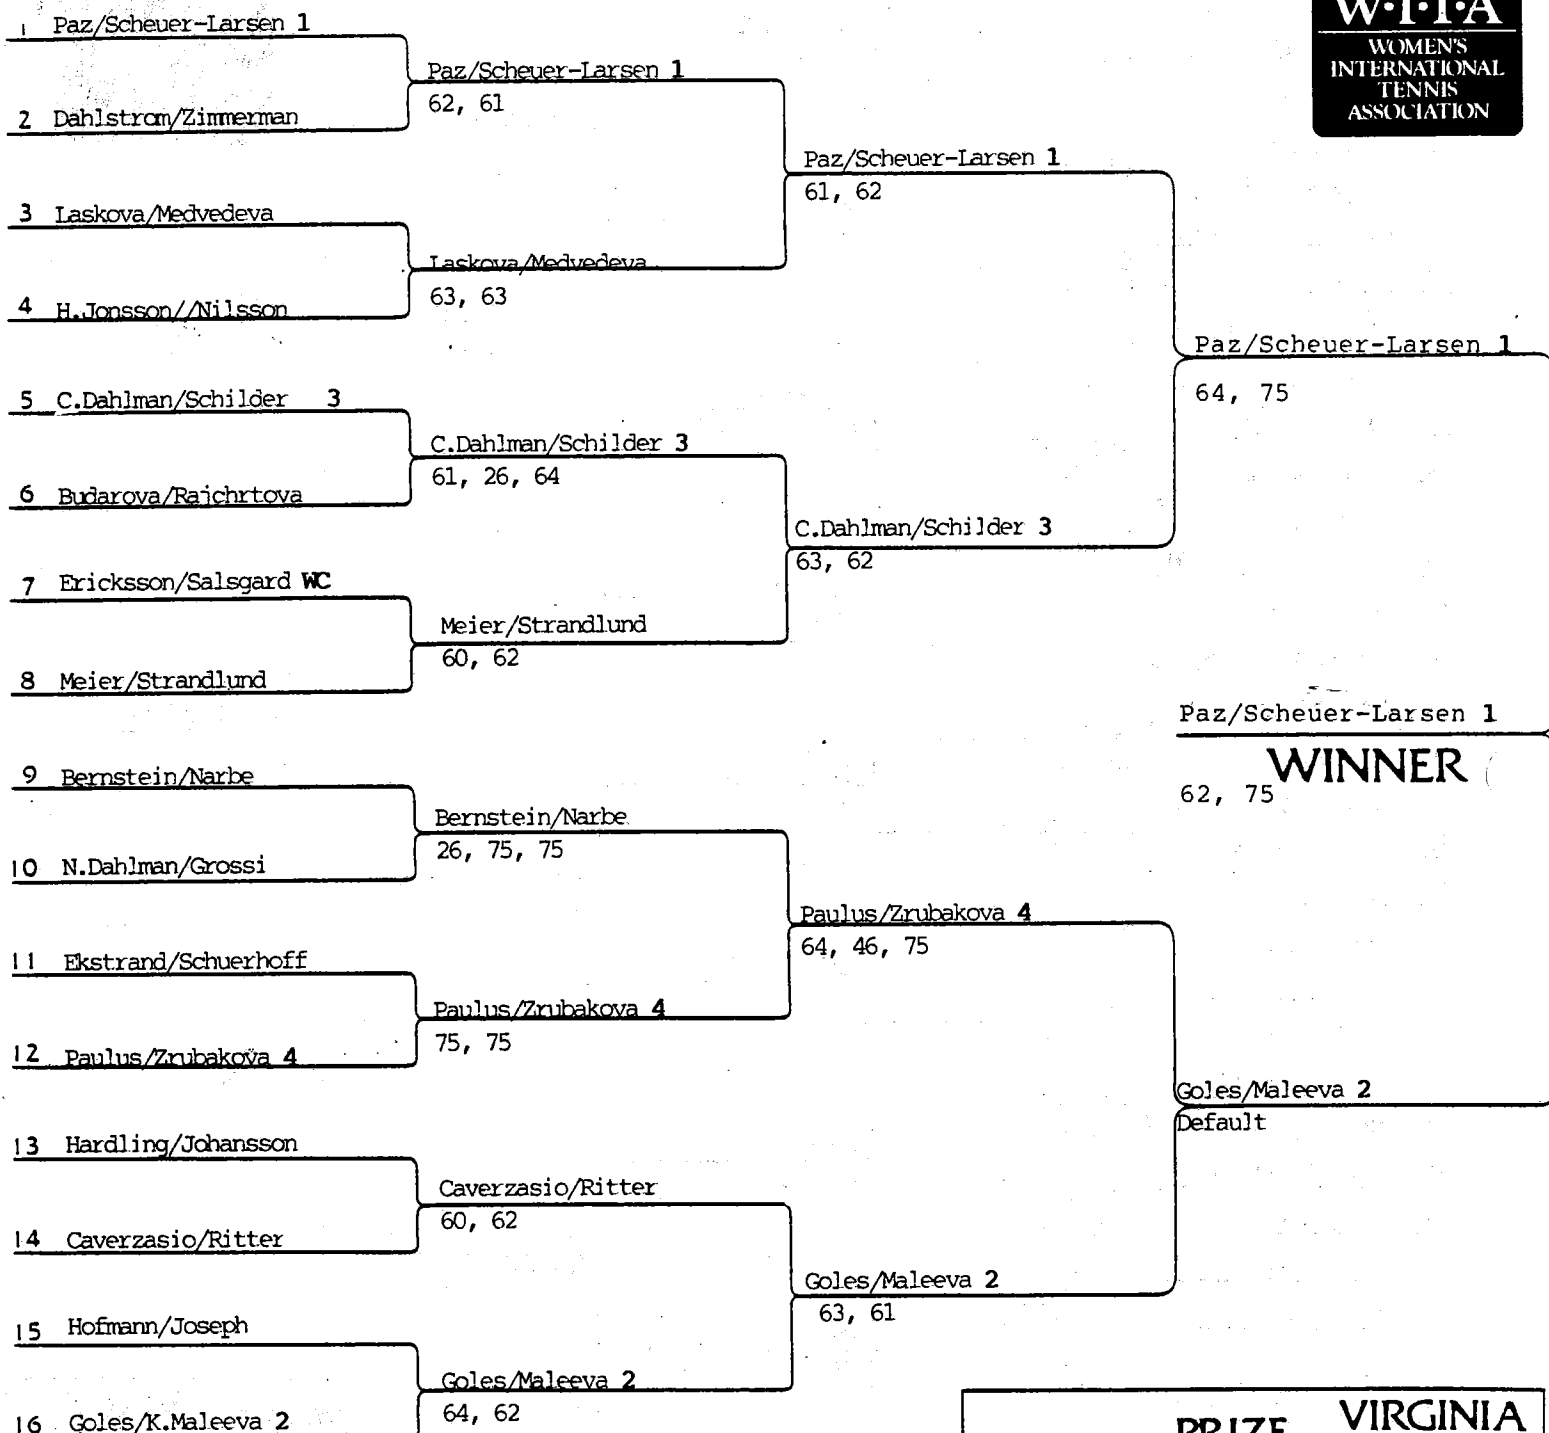 W·I·T·A
WOMEN'S
INTERNATIONAL
TENNIS
ASSOCIATION
1 Paz/Scheuer-Larsen 1
2 Dahlstrom/Zimmerman
3 Laskova/Medvedeva
4 H.Jonsson//Nilsson
5 C.Dahlman/Schilder 3
6 Budarova/Rajchrtova
7 Ericksson/Salsgard WC
8 Meier/Strandlund
9 Bernstein/Narbe
10 N.Dahlman/Grossi
11 Ekstrand/Schuerhoff
12 Paulus/Zrubakova 4
13 Hardling/Johansson
14 Caverzasio/Ritter
15 Hofmann/Joseph
16 Goles/K.Maleeva 2
Paz/Scheuer-Larsen 1
62, 61
Laskova/Medvedeva
63, 63
C.Dahlman/Schilder 3
61, 26, 64
Meier/Strandlund
60, 62
Bernstein/Narbe
26, 75, 75
Paulus/Zrubakova 4
75, 75
Caverzasio/Ritter
60, 62
Goles/Maleeva 2
64, 62
Paz/Scheuer-Larsen 1
61, 62
C.Dahlman/Schilder 3
63, 62
Paulus/Zrubakova 4
64, 46, 75
Goles/Maleeva 2
63, 61
Paz/Scheuer-Larsen 1
64, 75
Goles/Maleeva 2
Default
Paz/Scheuer-Larsen 1
WINNER
62, 75
PRIZE
VIRGINIA